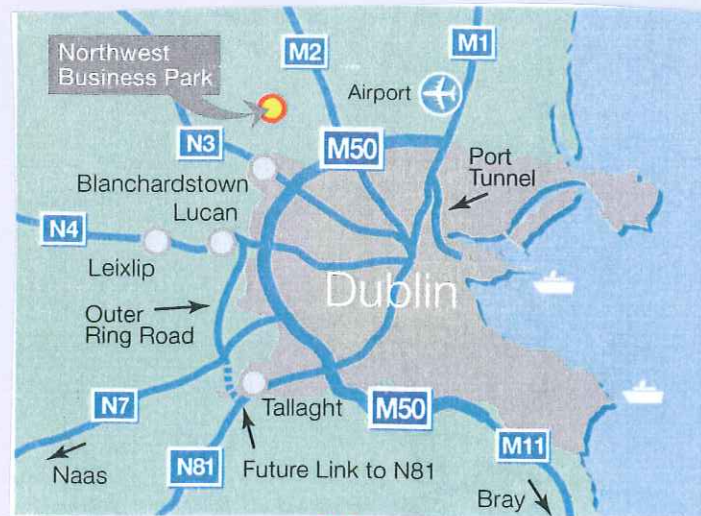 Northwest
Business Park
M2
M1
Airport
N3
M50
Port
Tunnel
Blanchardstown
Lucan
N4
Leixlip
Dublin
Outer
Ring Road
N7
Tallaght
M50
N81
Future Link to N81
M11
Naas
Bray